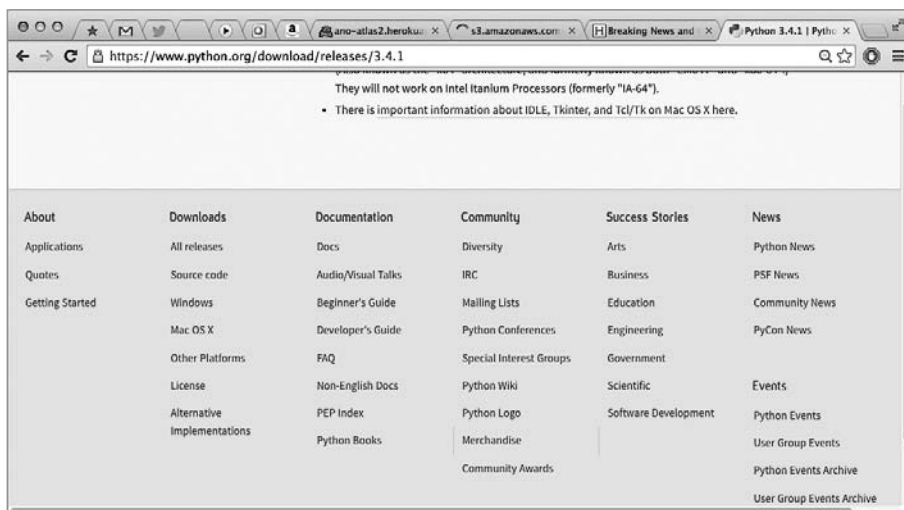 ano-atlas2.heroku
s3.amazonaws.com
Breaking News and
Python 3.4.1 | Pytho
https://www.python.org/download/releases/3.4.1
They will not work on Intel Itanium Processors (formerly "IA-64").
• There is important information about IDLE, Tkinter, and Tcl/Tk on Mac OS X here.
About
Applications
Quotes
Getting Started
Downloads
All releases
Source code
Windows
Mac OS X
Other Platforms
License
Alternative
Implementations
Documentation
Docs
Audio/Visual Talks
Beginner's Guide
Developer's Guide
FAQ
Non-English Docs
PEP Index
Python Books
Community
Diversity
IRC
Mailing Lists
Python Conferences
Special Interest Groups
Python Wiki
Python Logo
Merchandise
Community Awards
Success Stories
Arts
Business
Education
Engineering
Government
Scientific
Software Development
News
Python News
PSF News
Community News
PyCon News
Events
Python Events
User Group Events
Python Events Archive
User Group Events Archive